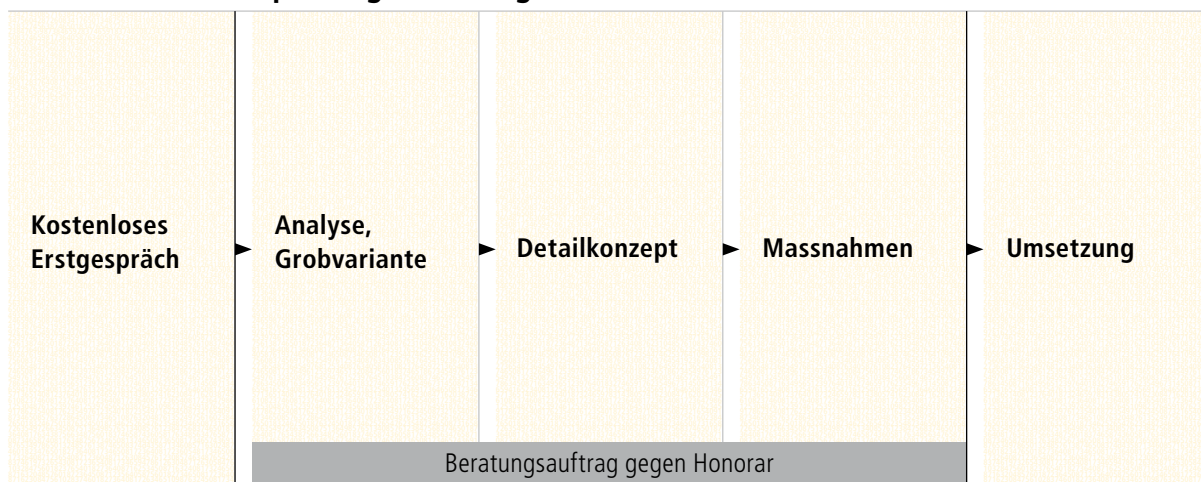 Kostenloses
Erstgespräch
Analyse,
Grobvariante
Detailkonzept
Massnahmen
Umsetzung
Beratungsauftrag gegen Honorar